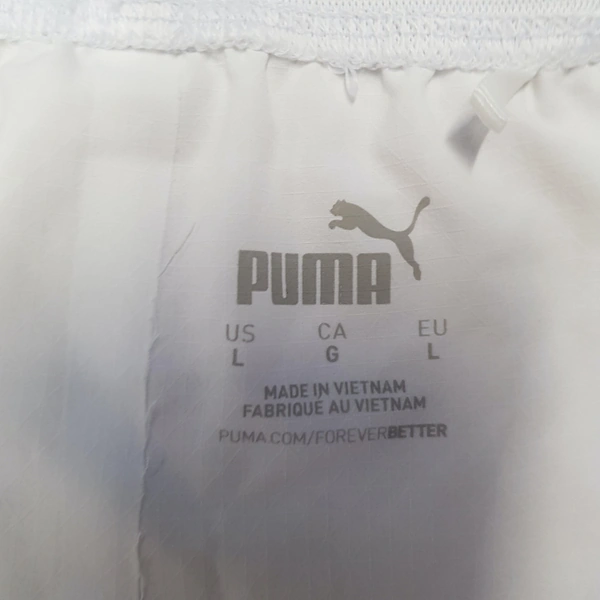 PUMA
US CA EU
L G L
MADE IN VIETNAM
FABRIQUE AU VIETNAM
PUMA.COM/FOREVERBETTER